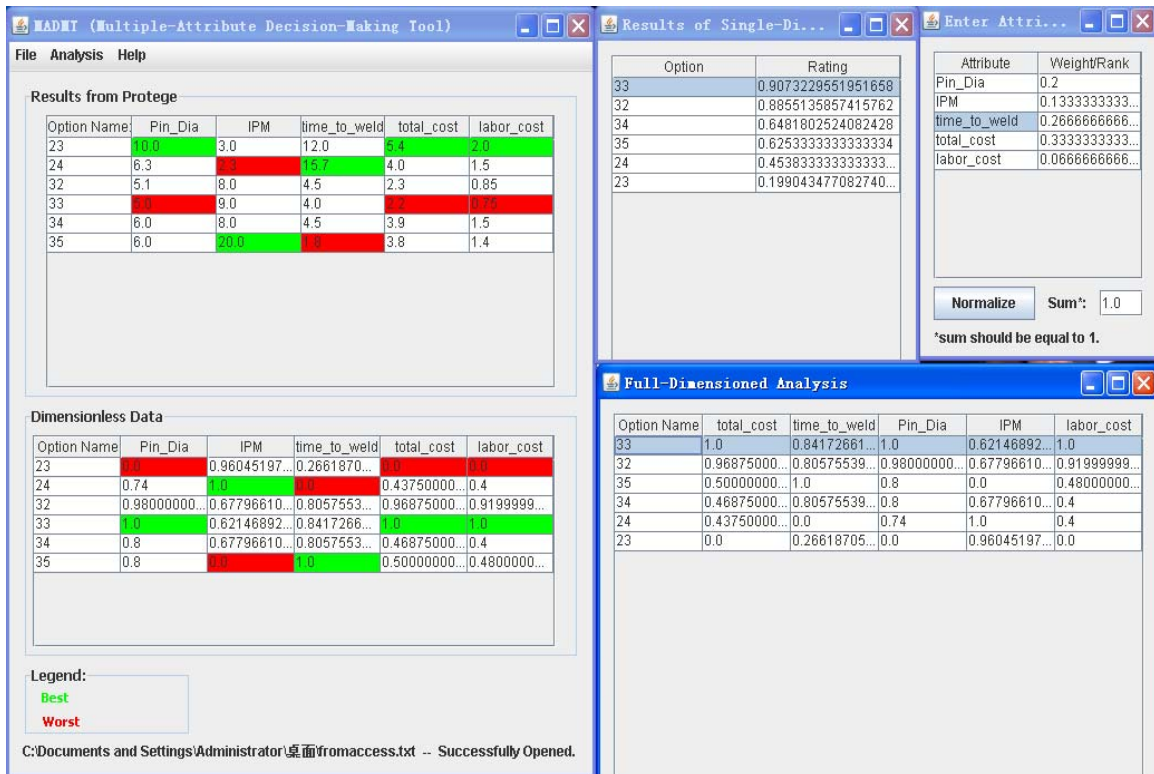 MADMT (Multiple-Attribute Decision-Making Tool)
File Analysis Help
Results from Protege
Option Name: Pin_Dia IPM time_to_weld total_cost labor_cost
23 10.0 3.0 12.0 5.4 2.0
24 6.3 2.3 15.7 4.0 1.5
32 5.1 8.0 4.5 2.3 0.85
33 5.0 9.0 4.0 2.2 0.75
34 6.0 8.0 4.5 3.9 1.5
35 6.0 20.0 1.8 3.8 1.4
Dimensionless Data
Option Name Pin_Dia IPM time_to_weld total_cost labor_cost
23 0.0 0.96045197... 0.2661870... 0.0 0.0
24 0.74 1.0 0.0 0.43750000... 0.4
32 0.98000000... 0.67796610... 0.8057553... 0.96875000... 0.9199999...
33 1.0 0.62146892... 0.8417266... 1.0 1.0
34 0.8 0.67796610... 0.8057553... 0.46875000... 0.4
35 0.8 0.0 1.0 0.50000000... 0.4800000...
Legend:
Best
Worst
C:\Documents and Settings\Administrator\桌面\fromaccess.txt -- Successfully Opened.
Results of Single-Di...
Option Rating
33 0.9073229551951658
32 0.8855135857415762
34 0.6481802524082428
35 0.6253333333333334
24 0.453833333333333...
23 0.199043477082740...
Enter Attri...
Attribute Weight/Rank
Pin_Dia 0.2
IPM 0.1333333333...
time_to_weld 0.2666666666...
total_cost 0.3333333333...
labor_cost 0.0666666666...
Normalize Sum*: 1.0
*sum should be equal to 1.
Full-Dimensioned Analysis
Option Name total_cost time_to_weld Pin_Dia IPM labor_cost
33 1.0 0.84172661... 1.0 0.62146892... 1.0
32 0.96875000... 0.80575539... 0.98000000... 0.67796610... 0.91999999...
35 0.50000000... 1.0 0.8 0.0 0.48000000...
34 0.46875000... 0.80575539... 0.8 0.67796610... 0.4
24 0.43750000... 0.0 0.74 1.0 0.4
23 0.0 0.26618705... 0.0 0.96045197... 0.0